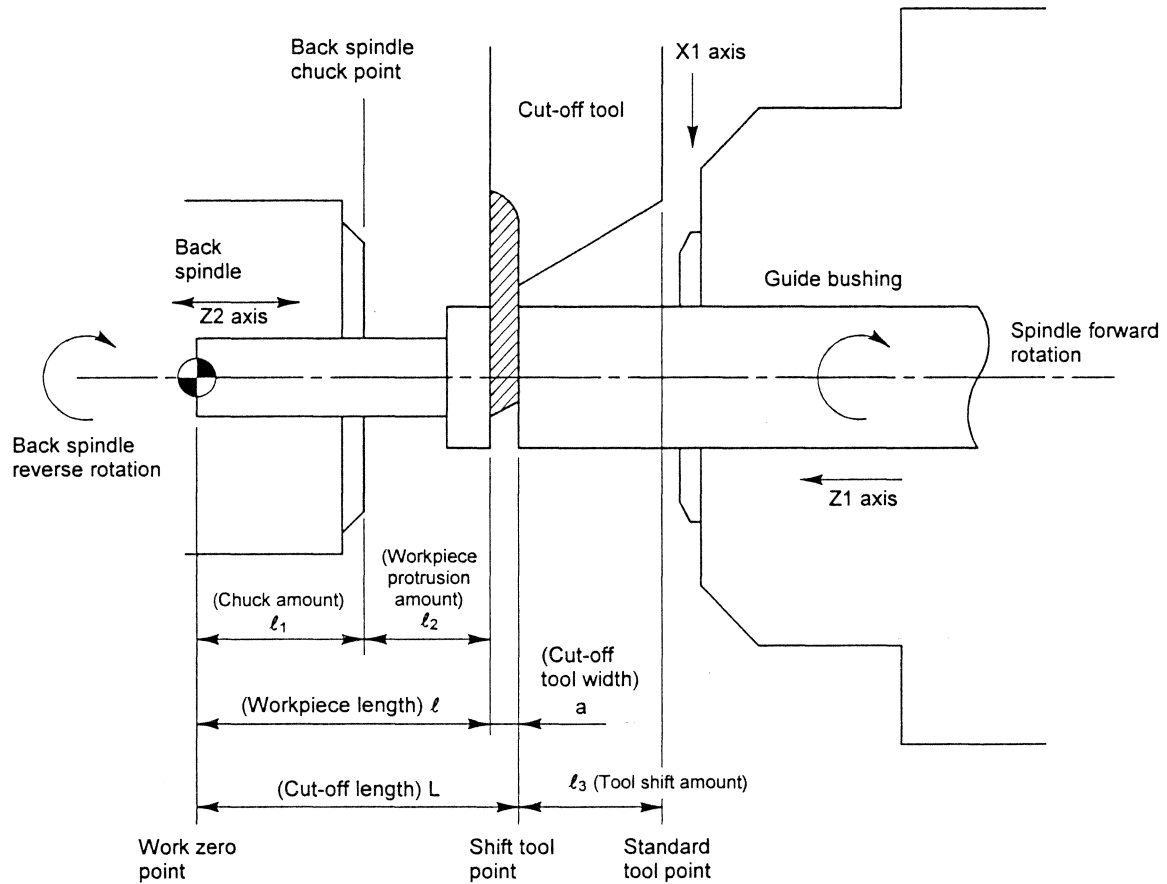 Back spindle
chuck point
X1 axis
Cut-off tool
Back
spindle
Z2 axis
Guide bushing
Spindle forward
rotation
Back spindle
reverse rotation
Z1 axis
(Workpiece
protrusion
amount)
(Chuck amount)
ℓ1
ℓ2
(Cut-off
tool width)
a
(Workpiece length) ℓ
(Cut-off length) L
ℓ3 (Tool shift amount)
Work zero
point
Shift tool
point
Standard
tool point